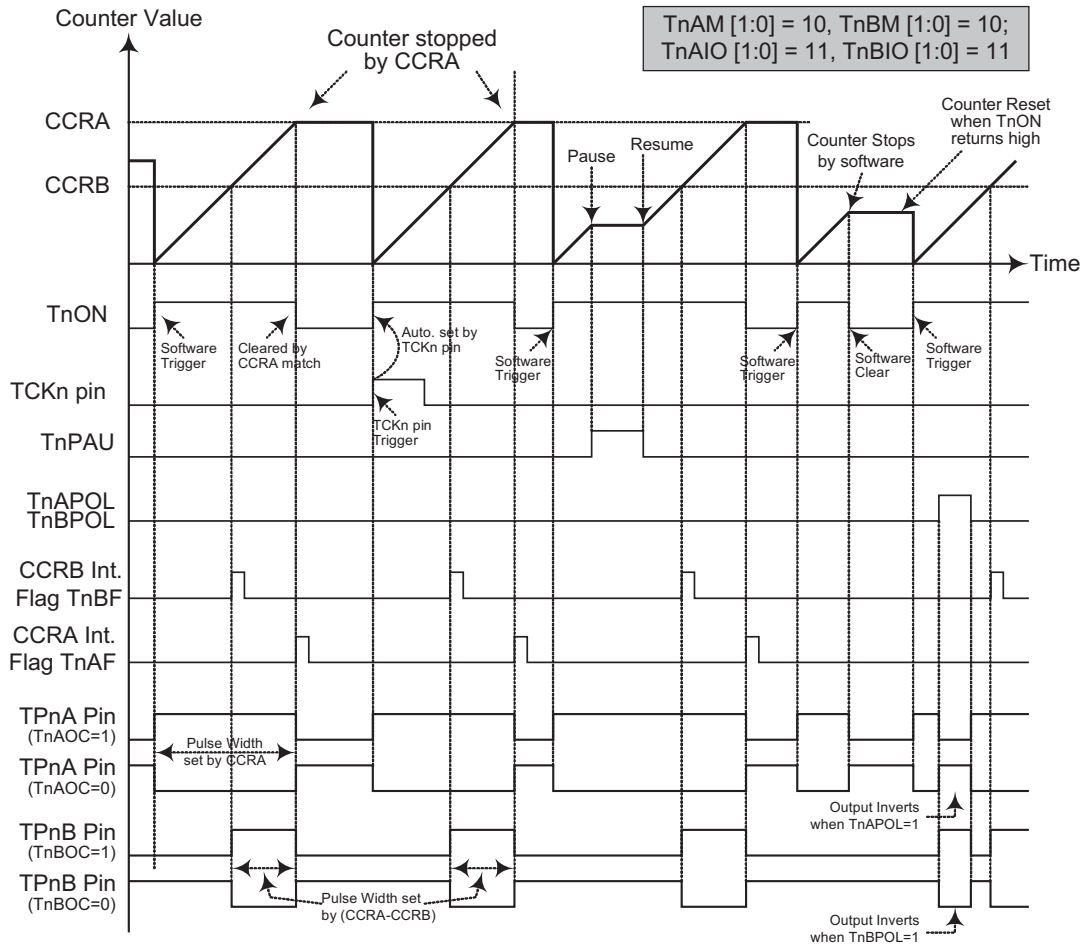 Counter Value
TnAM [1:0] = 10, TnBM [1:0] = 10;
TnAIO [1:0] = 11, TnBIO [1:0] = 11
Counter stopped
by CCRA
CCRA
CCRB
Pause
Resume
Counter Stops
by software
Counter Reset
when TnON
returns high
Time
TnON
Software
Trigger
Cleared by
CCRA match
Auto. set by
TCKn pin
Software
Trigger
Software
Trigger
Software
Clear
Software
Trigger
TCKn pin
TCKn pin
Trigger
TnPAU
TnAPOL
TnBPOL
CCRB Int.
Flag TnBF
CCRA Int.
Flag TnAF
TPnA Pin
(TnAOC=1)
Pulse Width
set by CCRA
TPnA Pin
(TnAOC=0)
Output Inverts
when TnAPOL=1
TPnB Pin
(TnBOC=1)
TPnB Pin
(TnBOC=0)
Pulse Width set
by (CCRA-CCRB)
Output Inverts
when TnBPOL=1